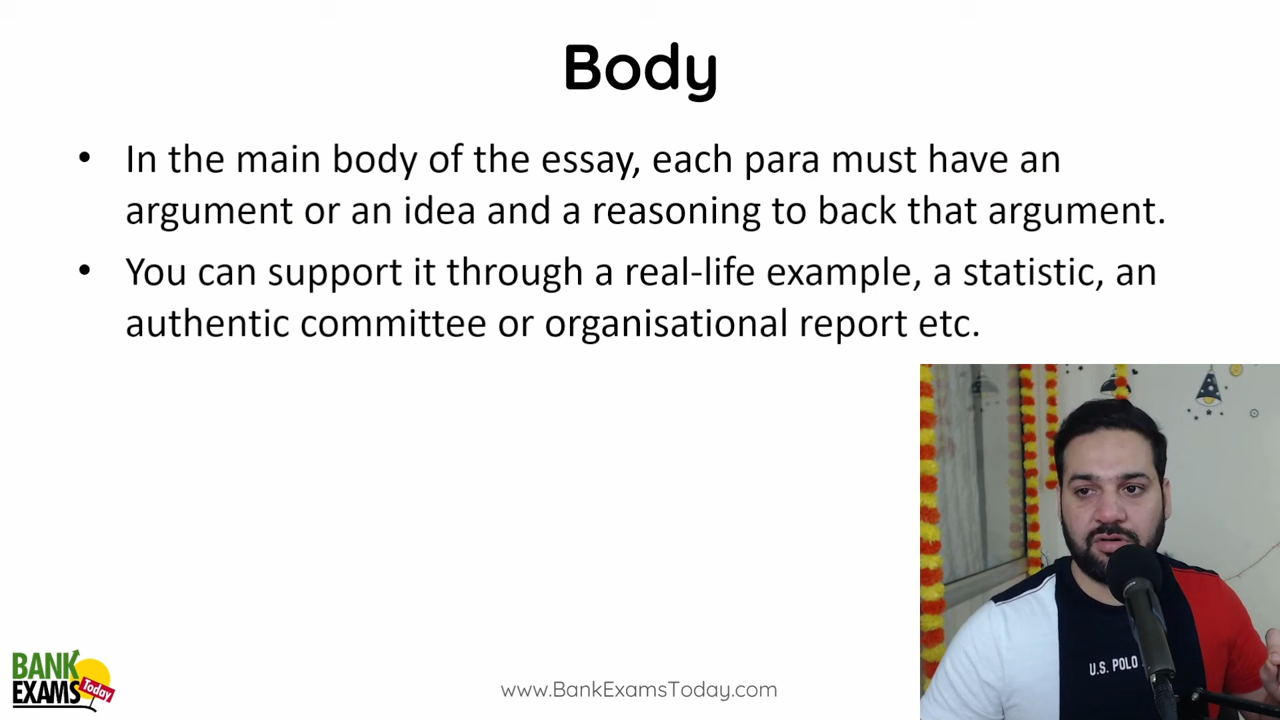 Body
• In the main body of the essay, each para must have an
argument or an idea and a reasoning to back that argument.
• You can support it through a real-life example, a statistic, an
authentic committee or organisational report etc.
U.S. POLO
BANK
EXAMS
Today
www.BankExamsToday.com